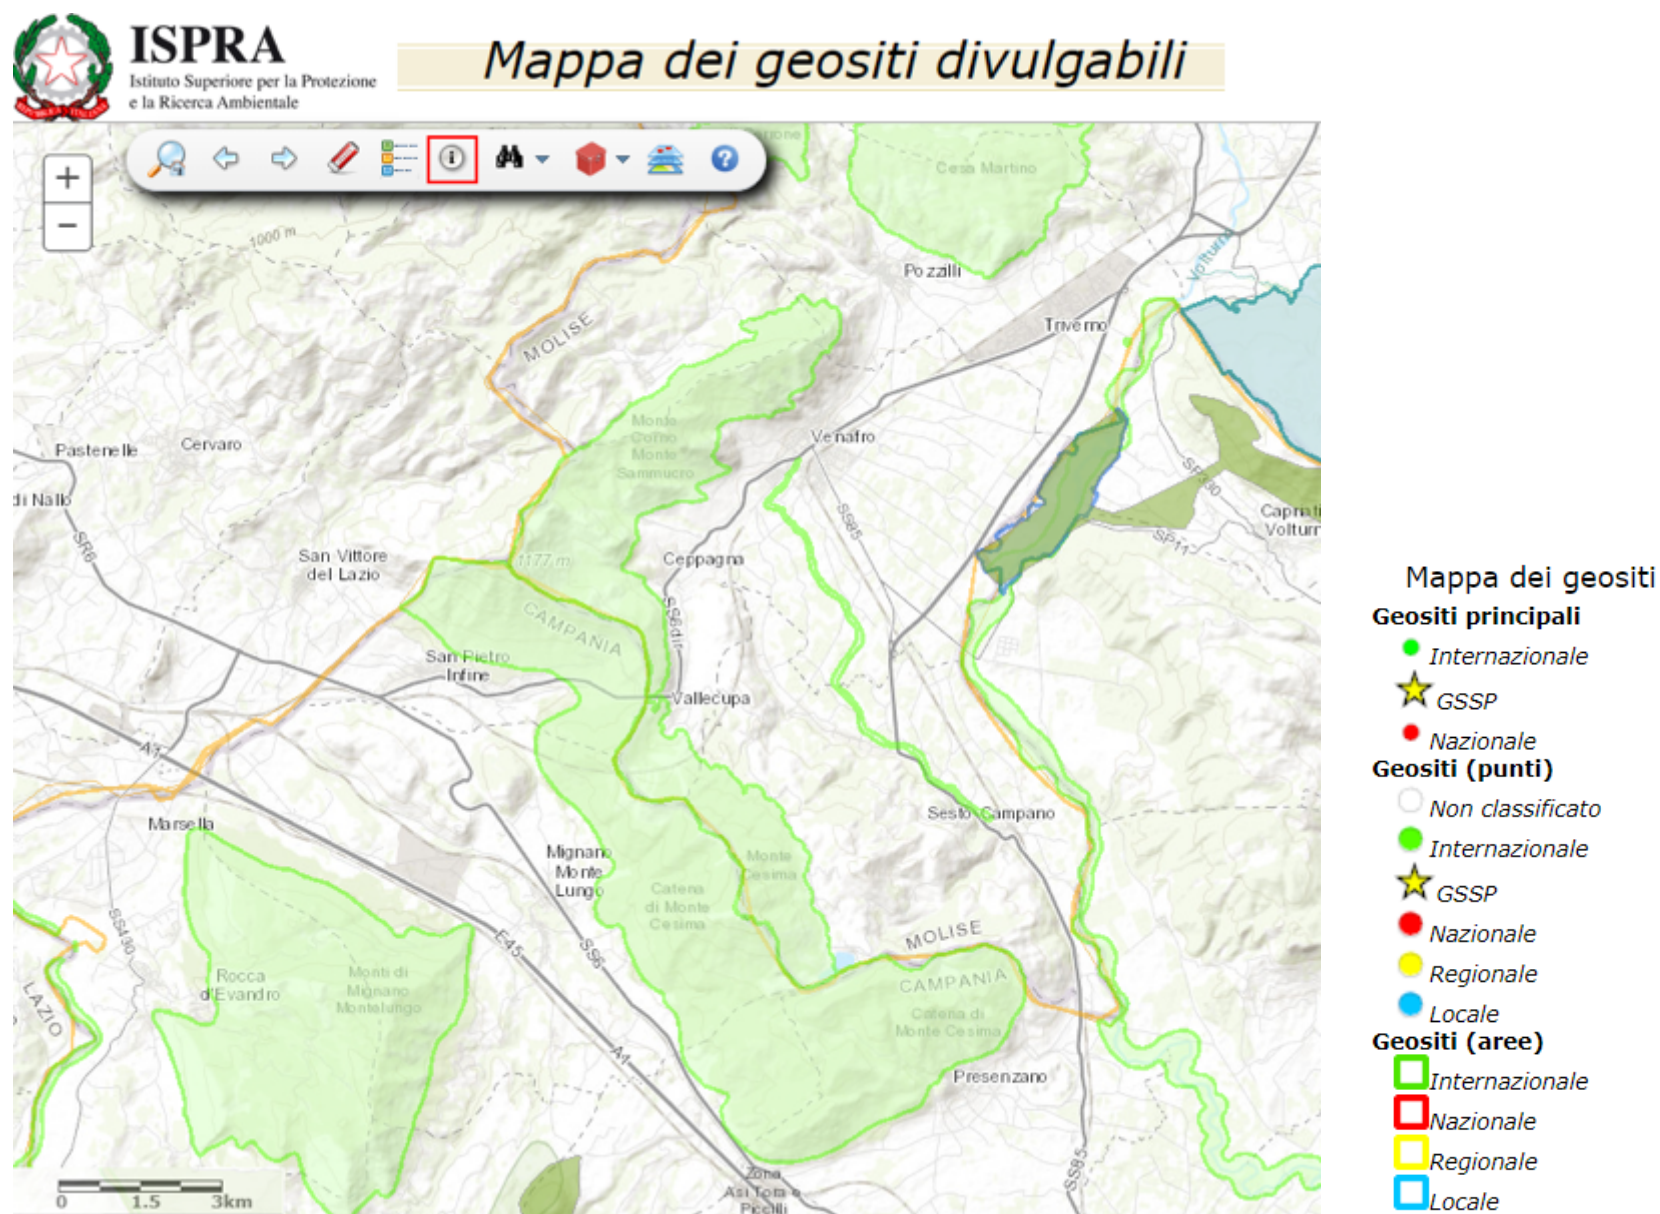 ISPRA
Istituto Superiore per la Protezione
e la Ricerca Ambientale
Mappa dei geositi divulgabili
+
−
Cesa Martino
1000 m
Volturno
Pozzilli
Triverno
MOLISE
Monte
Corno
Monte
Sammucro
Venafro
Pastenelle
Cervaro
di Nallo
SR6
SS85
SP330
Capriati
Volturn
SP11
San Vittore
del Lazio
1177 m
Ceppagna
CAMPANIA
SS6dir
San Pietro
Infine
Vallecupa
A1
Marsella
Sesto Campano
Mignano
Monte
Lungo
Monte
Cesima
Catena
di Monte
Cesima
SS430
E45
SS6
MOLISE
LAZIO
Rocca
d'Evandro
Monti di
Mignano
Montelungo
CAMPANIA
Catena di
Monte Cesima
A1
Presenzano
SS85
Zona
Asi Tora e
Piccilli
0 1.5 3km
Mappa dei geositi
Geositi principali
Internazionale
GSSP
Nazionale
Geositi (punti)
Non classificato
Internazionale
GSSP
Nazionale
Regionale
Locale
Geositi (aree)
Internazionale
Nazionale
Regionale
Locale